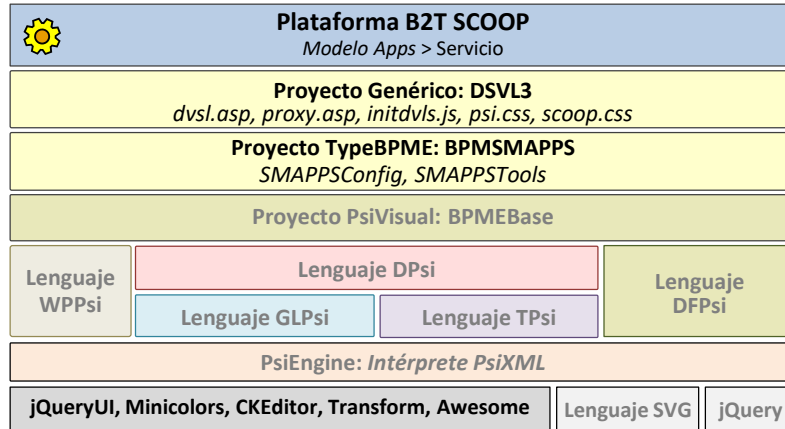 Plataforma B2T SCOOP
Modelo Apps > Servicio
Proyecto Genérico: DSVL3
dvsl.asp, proxy.asp, initdvls.js, psi.css, scoop.css
Proyecto TypeBPME: BPMSMAPPS
SMAPPSConfig, SMAPPSTools
Proyecto PsiVisual: BPMEBase
Lenguaje
WPPsi
Lenguaje DPsi
Lenguaje GLPsi
Lenguaje TPsi
Lenguaje
DFPsi
PsiEngine: Intérprete PsiXML
jQueryUI, Minicolors, CKEditor, Transform, Awesome
Lenguaje SVG
jQuery